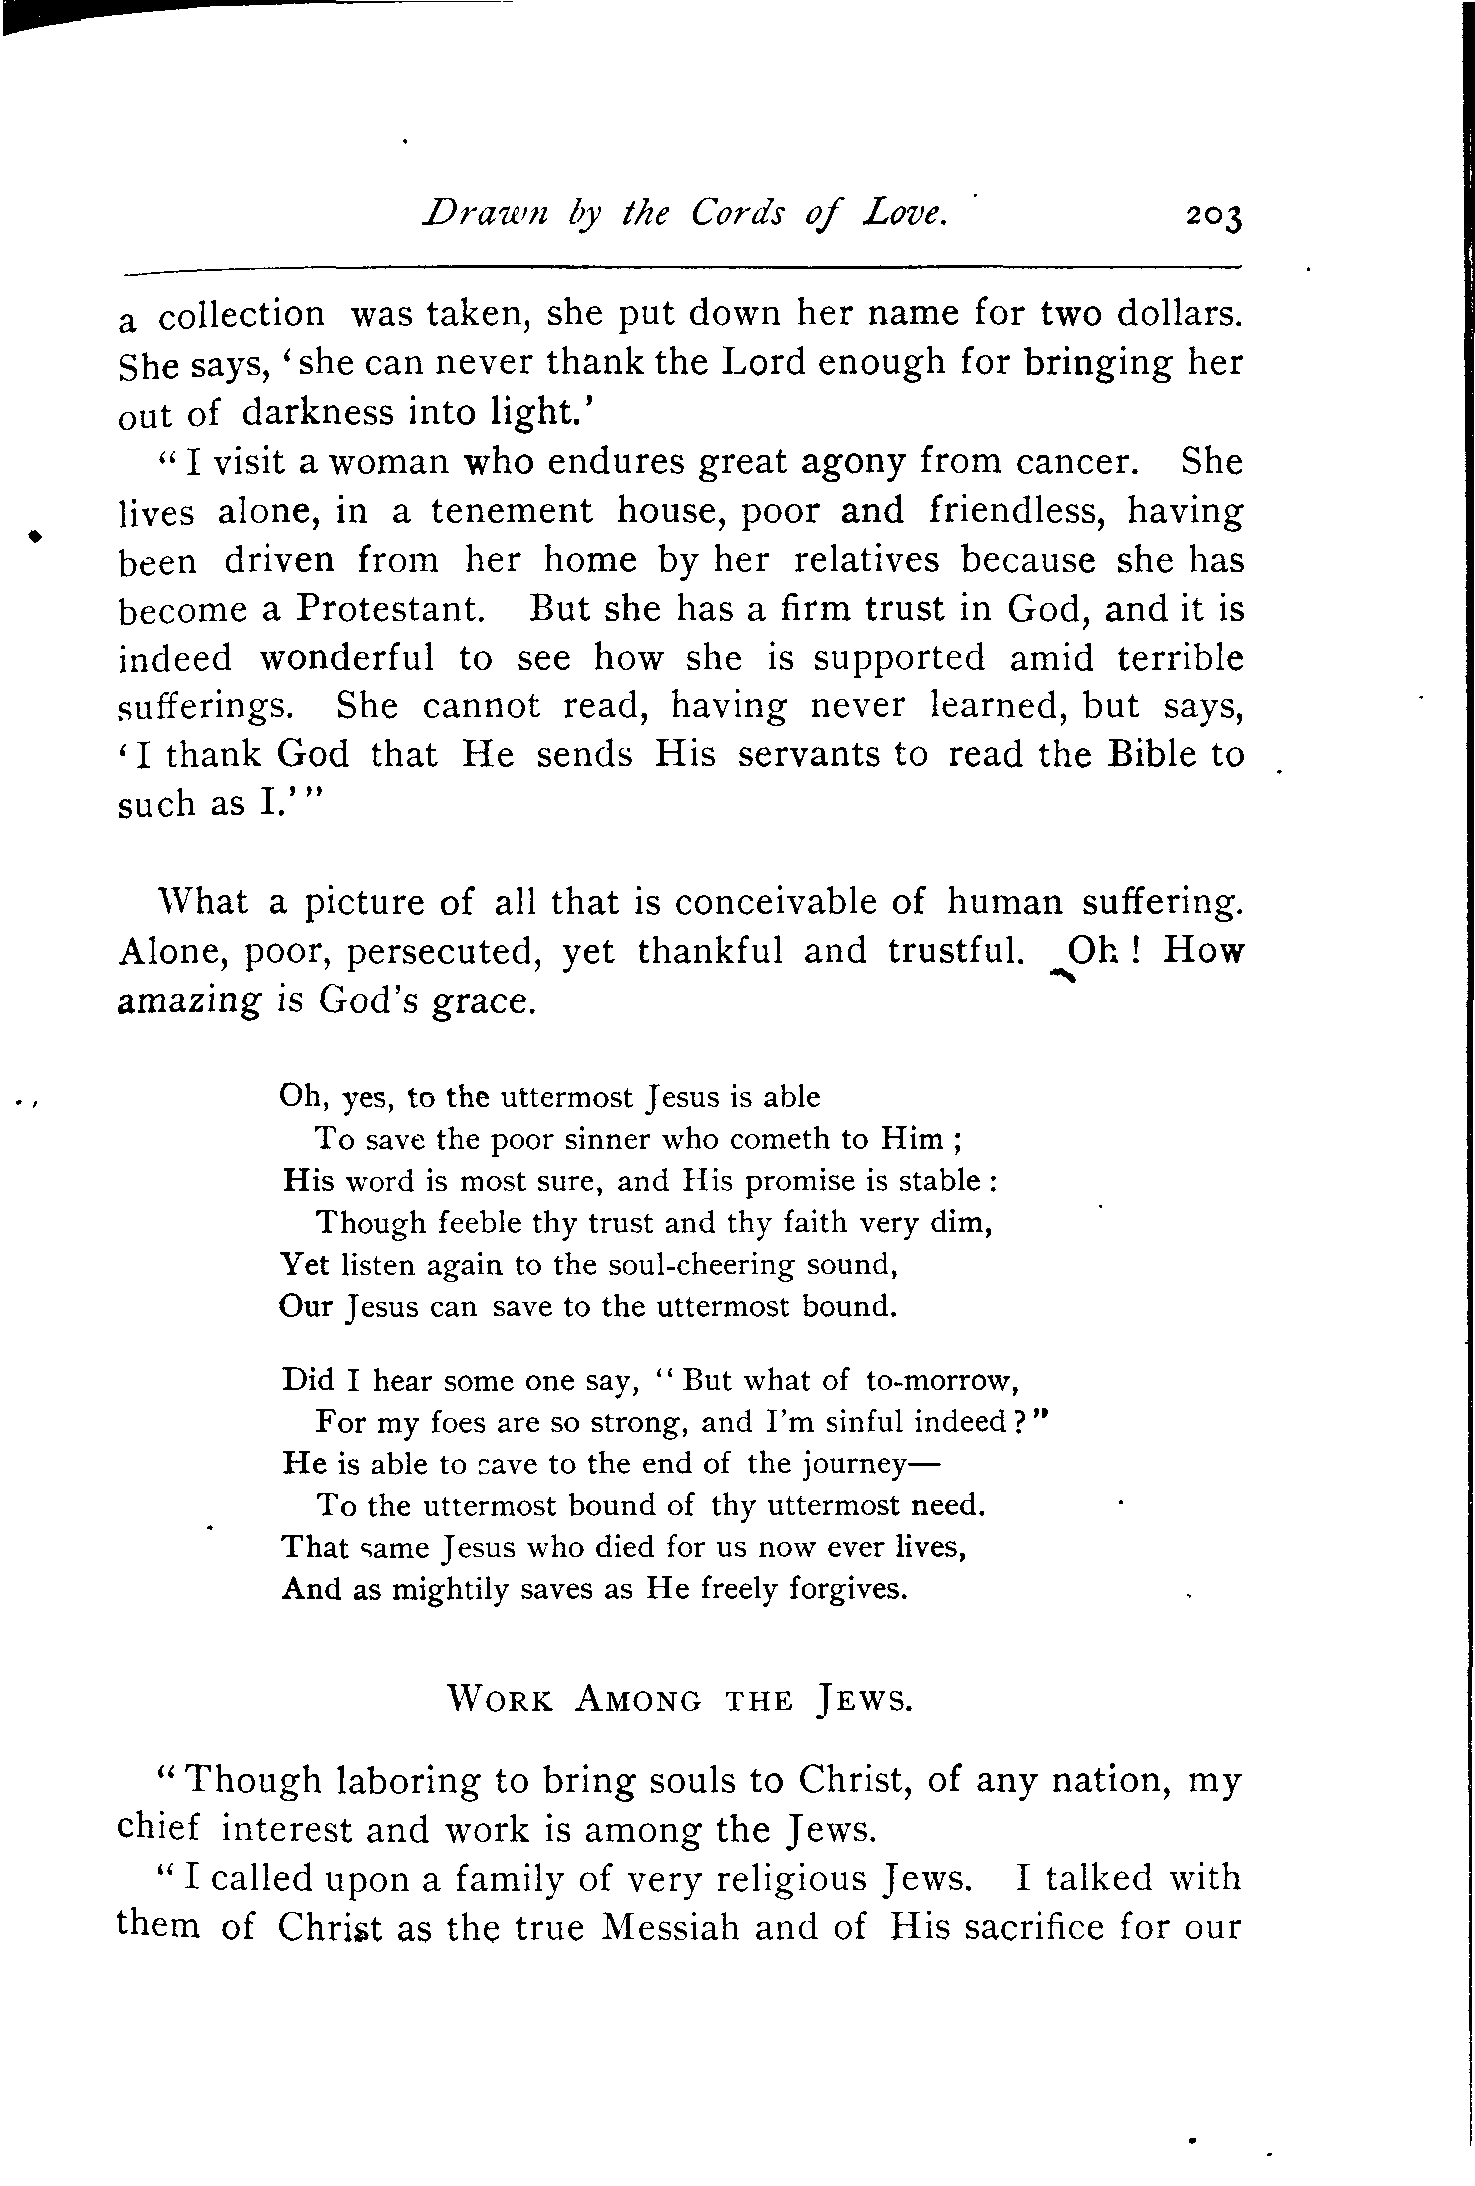 Drawn by the Cords of Love. 203
a collection was taken, she put down her name for two dollars.
She says, ‘she can never thank the Lord enough for bringing her
out of darkness into light.’
“I visit a woman who endures great agony from cancer. She
lives alone, in a tenement house, poor and friendless, having
been driven from her home by her relatives because she has
become a Protestant. But she has a firm trust in God, and it is
indeed wonderful to see how she is supported amid terrible
sufferings. She cannot read, having never learned, but says,
‘I thank God that He sends His servants to read the Bible to
such as I.’”
What a picture of all that is conceivable of human suffering.
Alone, poor, persecuted, yet thankful and trustful. Oh! How
amazing is God's grace.
Oh, yes, to the uttermost Jesus is able
To save the poor sinner who cometh to Him;
His word is most sure, and His promise is stable:
Though feeble thy trust and thy faith very dim,
Yet listen again to the soul-cheering sound,
Our Jesus can save to the uttermost bound.
Did I hear some one say, “But what of to-morrow,
For my foes are so strong, and I'm sinful indeed?”
He is able to save to the end of the journey—
To the uttermost bound of thy uttermost need.
That same Jesus who died for us now ever lives,
And as mightily saves as He freely forgives.
WORK AMONG THE JEWS.
“Though laboring to bring souls to Christ, of any nation, my
chief interest and work is among the Jews.
“I called upon a family of very religious Jews. I talked with
them of Christ as the true Messiah and of His sacrifice for our